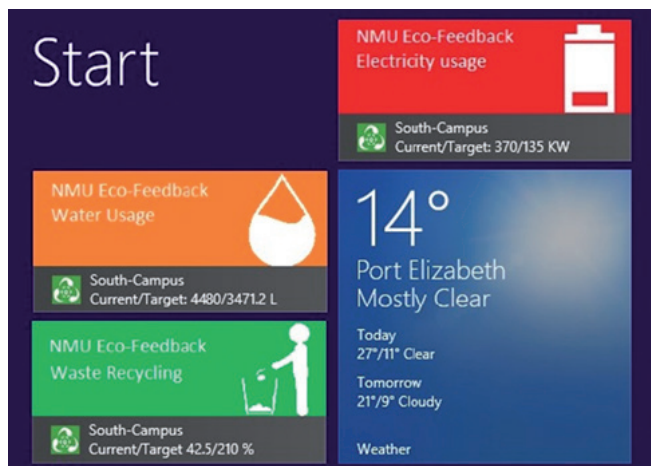 Start
NMU Eco-Feedback
Electricity usage
South-Campus
Current/Target: 370/135 KW
NMU Eco-Feedback
Water Usage
South-Campus
Current/Target: 4480/3471.2 L
NMU Eco-Feedback
Waste Recycling
South-Campus
Current/Target 42.5/210 %
14°
Port Elizabeth
Mostly Clear
Today
27°/11° Clear
Tomorrow
21°/9° Cloudy
Weather